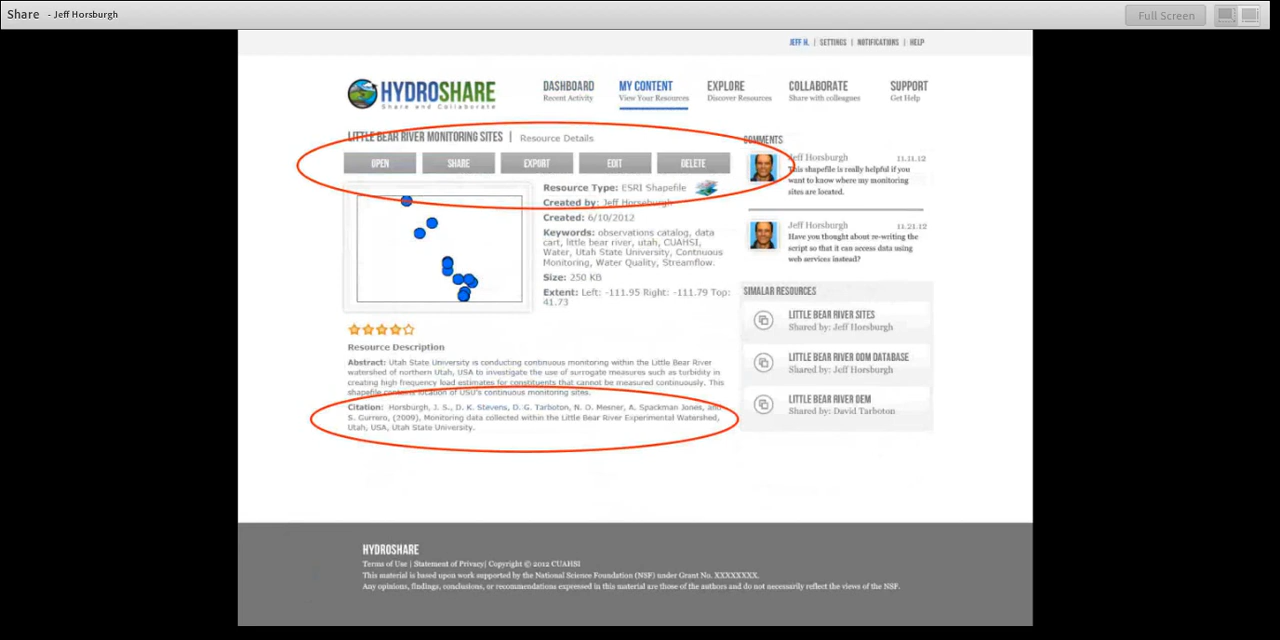 Share - Jeff Horsburgh
Full Screen
JEFF H. | SETTINGS | NOTIFICATIONS | HELP
HYDROSHARE
Share and Collaborate
DASHBOARD
Recent Activity
MY CONTENT
View Your Resources
EXPLORE
Discover Resources
COLLABORATE
Share with colleagues
SUPPORT
Get Help
LITTLE BEAR RIVER MONITORING SITES | Resource Details
OPEN
SHARE
EXPORT
EDIT
DELETE
Resource Type: ESRI Shapefile
Created by: Jeff Horseburgh
Created: 6/10/2012
Keywords: observations catalog, data
cart, little bear river, utah, CUAHSI,
Water, Utah State University, Contnuous
Monitoring, Water Quality, Streamflow.
Size: 250 KB
Extent: Left: -111.95 Right: -111.79 Top:
41.73
Resource Description
Abstract: Utah State University is conducting continuous monitoring within the Little Bear River
watershed of northern Utah, USA to investigate the use of surrogate measures such as turbidity in
creating high frequency load estimates for constituents that cannot be measured continuously. This
shapefile contains location of USU's continuous monitoring sites.
Citation: Horsburgh, J. S., D. K. Stevens, D. G. Tarboton, N. O. Mesner, A. Spackman Jones, and
S. Gurrero, (2009), Monitoring data collected within the Little Bear River Experimental Watershed,
Utah, USA, Utah State University.
COMMENTS
Jeff Horsburgh 11.11.12
This shapefile is really helpful if you
want to know where my monitoring
sites are located.
Jeff Horsburgh 11.21.12
Have you thought about re-writing the
script so that it can access data using
web services instead?
SIMALAR RESOURCES
LITTLE BEAR RIVER SITES
Shared by: Jeff Horsburgh
LITTLE BEAR RIVER ODM DATABASE
Shared by: Jeff Horsburgh
LITTLE BEAR RIVER DEM
Shared by: David Tarboton
HYDROSHARE
Terms of Use | Statement of Privacy| Copyright © 2012 CUAHSI
This material is based upon work supported by the National Science Foundation (NSF) under Grant No. XXXXXXXX.
Any opinions, findings, conclusions, or recommendations expressed in this material are those of the authors and do not necessarily reflect the views of the NSF.